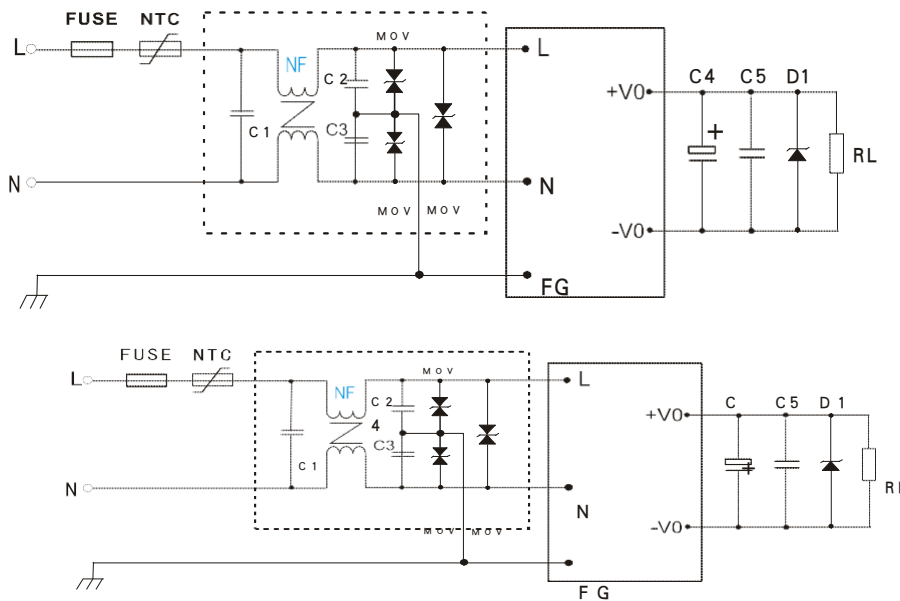 FUSE NTC
MOV
L
NF
L
C2
C4 C5 D1
+V0
C1
C3
RL
N
N
MOV MOV
-V0
FG
FUSE NTC
MOV
L
L
NF
C2
C C5 D1
+V0
4
C3
C1
N
N
RL
MOV MOV
-V0
FG